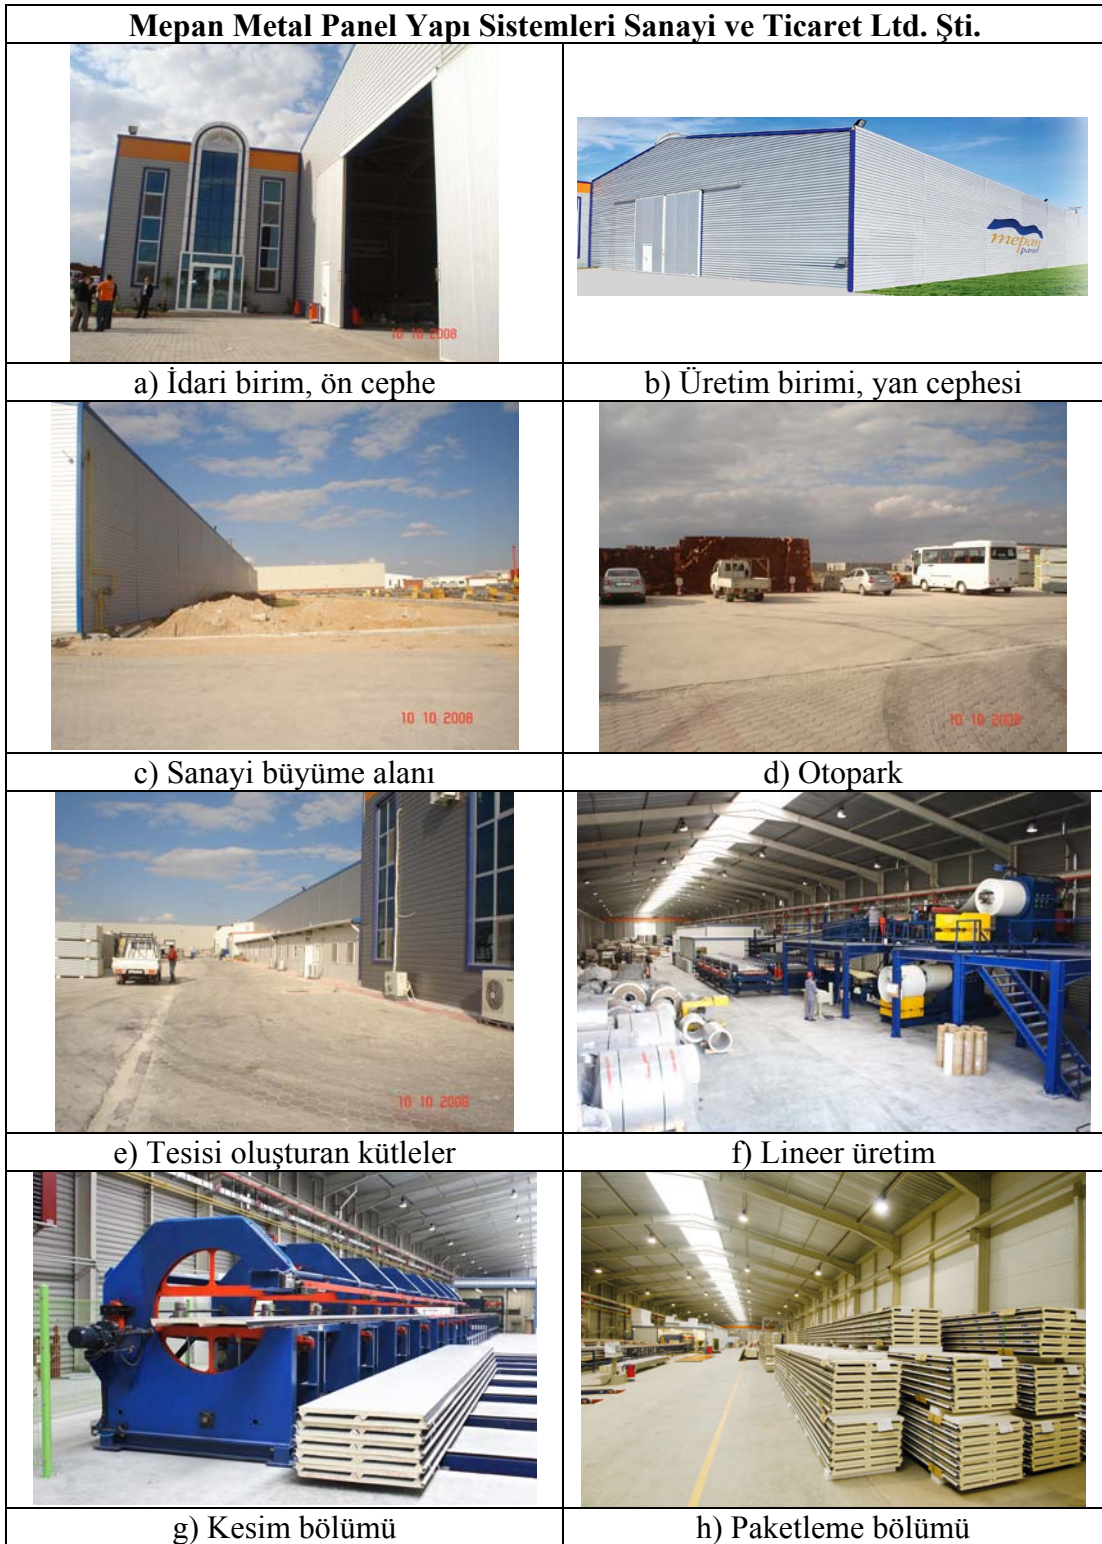 Mepan Metal Panel Yapı Sistemleri Sanayi ve Ticaret Ltd. Şti.
10 10 2008
mepan
panel
a) İdari birim, ön cephe
b) Üretim birimi, yan cephesi
10 10 2008
10 10 2008
c) Sanayi büyüme alanı
d) Otopark
10 10 2008
e) Tesisi oluşturan kütleler
f) Lineer üretim
g) Kesim bölümü
h) Paketleme bölümü